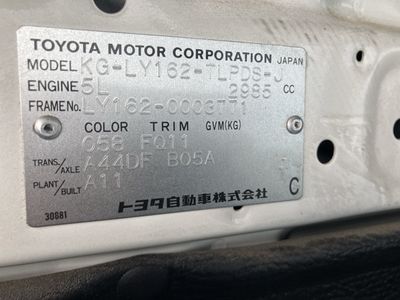 TOYOTA MOTOR CORPORATION JAPAN
MODEL KG-LY162-TLPDS-J
ENGINE 5L 2985 CC
FRAME No. LY162-0003771
COLOR TRIM GVM(KG)
058 FQ11
TRANS./AXLE A44DF B05A
PLANT/BUILT A11
C
30881 トヨタ自動車株式会社